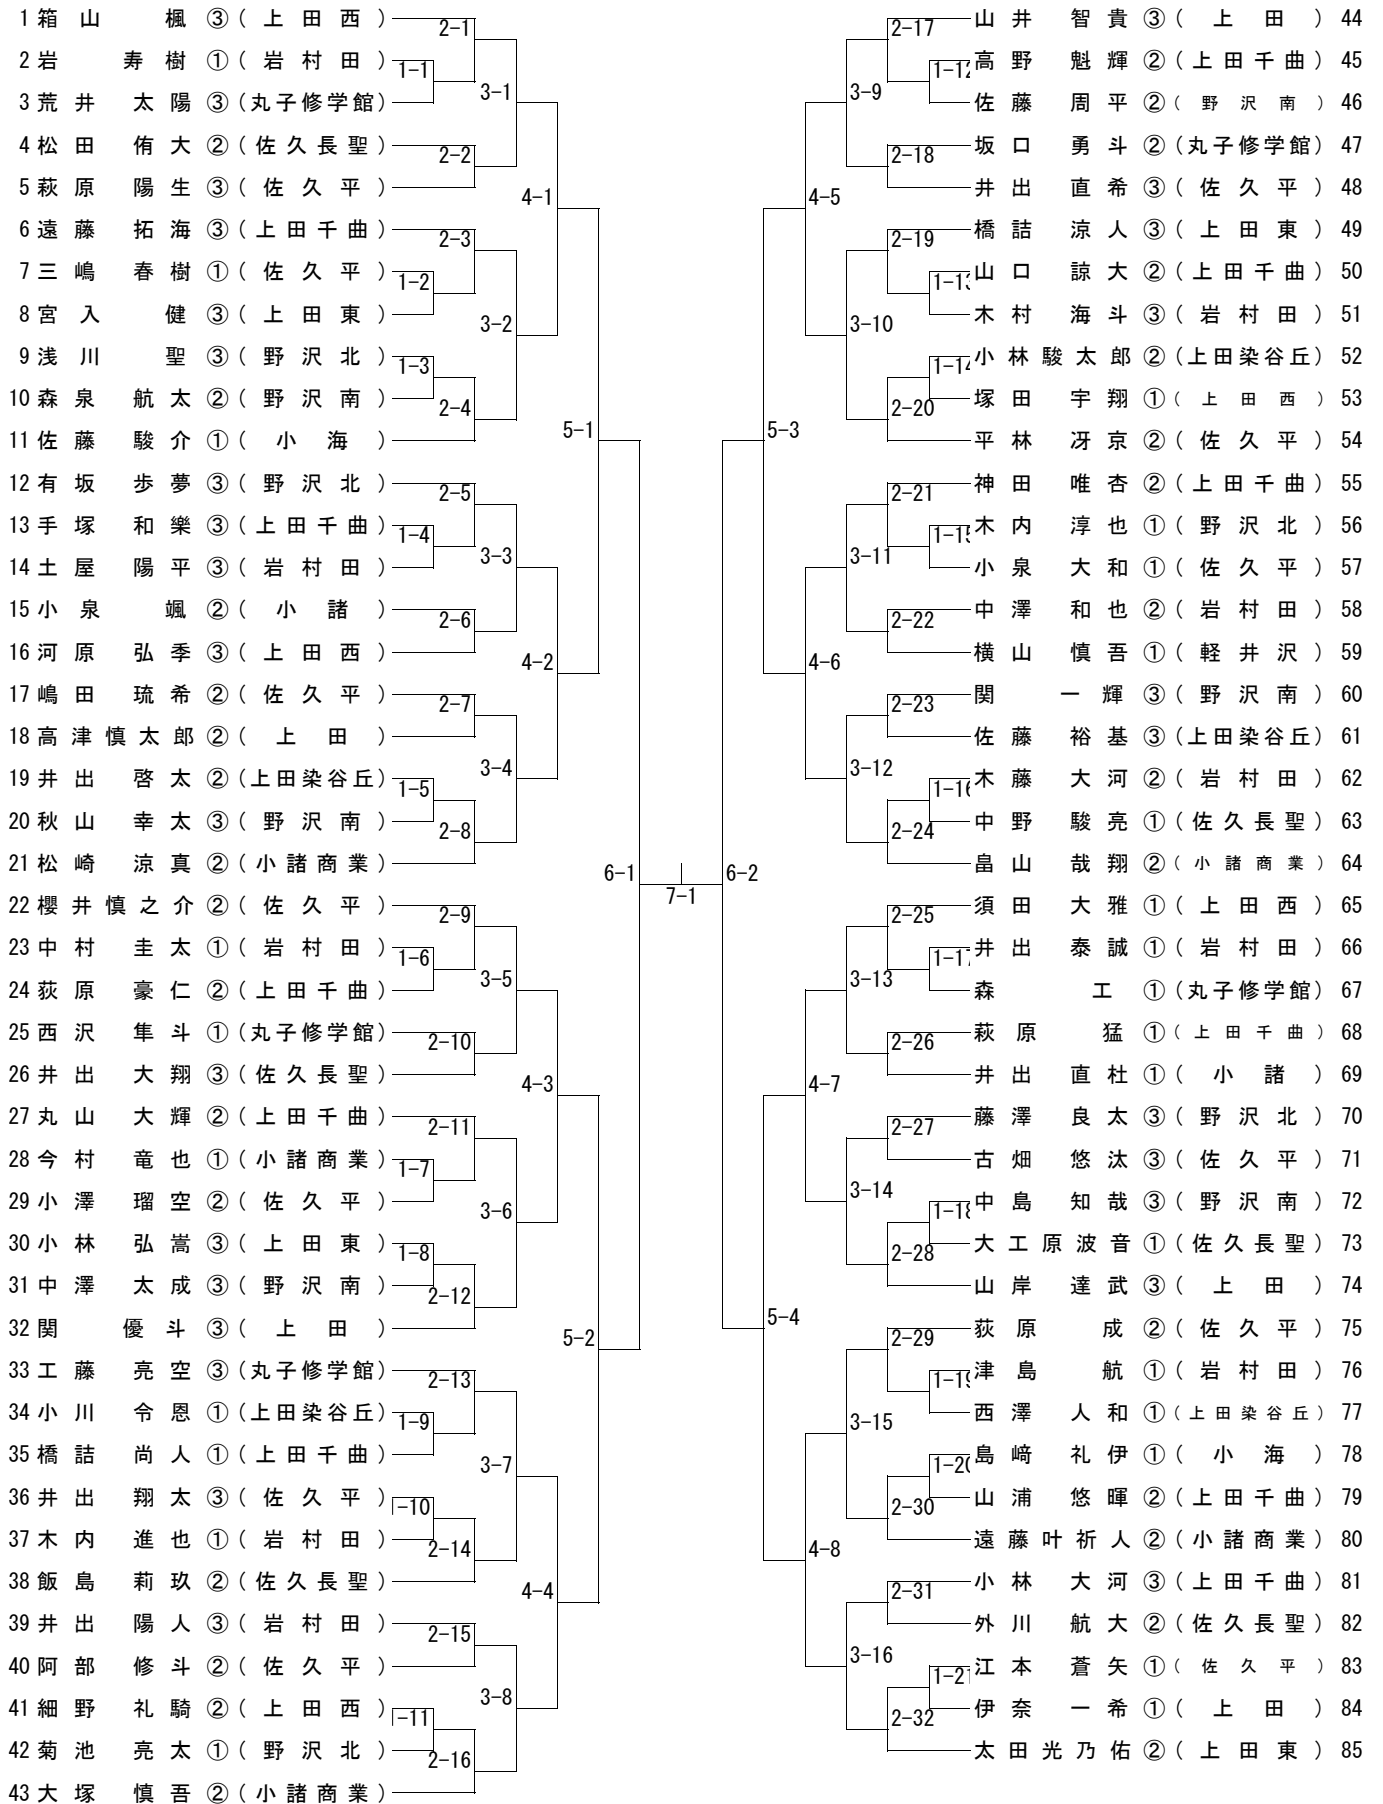 1 箱山 楓 ③ (上田西)
2 岩 寿樹 ① (岩村田)
3 荒井 太陽 ③ (丸子修学館)
4 松田 侑大 ② (佐久長聖)
5 萩原 陽生 ③ (佐久平)
6 遠藤 拓海 ③ (上田千曲)
7 三嶋 春樹 ① (佐久平)
8 宮入 健 ③ (上田東)
9 浅川 聖 ③ (野沢北)
10 森泉 航太 ② (野沢南)
11 佐藤 駿介 ① (小海)
12 有坂 歩夢 ③ (野沢北)
13 手塚 和樂 ③ (上田千曲)
14 土屋 陽平 ③ (岩村田)
15 小泉 颯 ② (小諸)
16 河原 弘季 ③ (上田西)
17 嶋田 琉希 ② (佐久平)
18 高津慎太郎 ② (上田)
19 井出 啓太 ② (上田染谷丘)
20 秋山 幸太 ③ (野沢南)
21 松崎 涼真 ② (小諸商業)
22 櫻井慎之介 ② (佐久平)
23 中村 圭太 ① (岩村田)
24 荻原 豪仁 ② (上田千曲)
25 西沢 隼斗 ① (丸子修学館)
26 井出 大翔 ③ (佐久長聖)
27 丸山 大輝 ② (上田千曲)
28 今村 竜也 ① (小諸商業)
29 小澤 瑠空 ② (佐久平)
30 小林 弘嵩 ③ (上田東)
31 中澤 太成 ③ (野沢南)
32 関 優斗 ③ (上田)
33 工藤 亮空 ③ (丸子修学館)
34 小川 令恩 ① (上田染谷丘)
35 橋詰 尚人 ① (上田千曲)
36 井出 翔太 ③ (佐久平)
37 木内 進也 ① (岩村田)
38 飯島 莉玖 ② (佐久長聖)
39 井出 陽人 ③ (岩村田)
40 阿部 修斗 ② (佐久平)
41 細野 礼騎 ② (上田西)
42 菊池 亮太 ① (野沢北)
43 大塚 慎吾 ② (小諸商業)
1-1
1-2
1-3
1-4
1-5
1-6
1-7
1-8
1-9
-10
-11
2-1
2-2
2-3
2-4
2-5
2-6
2-7
2-8
2-9
2-10
2-11
2-12
2-13
2-14
2-15
2-16
3-1
3-2
3-3
3-4
3-5
3-6
3-7
3-8
4-1
4-2
4-3
4-4
5-1
5-2
6-1
7-1
6-2
5-3
5-4
4-5
4-6
4-7
4-8
3-9
3-10
3-11
3-12
3-13
3-14
3-15
3-16
2-17
2-18
2-19
2-20
2-21
2-22
2-23
2-24
2-25
2-26
2-27
2-28
2-29
2-30
2-31
2-32
1-12
1-13
1-14
1-15
1-16
1-17
1-18
1-19
1-20
1-21
山井 智貴 ③ (上田) 44
高野 魁輝 ② (上田千曲) 45
佐藤 周平 ② (野沢南) 46
坂口 勇斗 ② (丸子修学館) 47
井出 直希 ③ (佐久平) 48
橋詰 涼人 ③ (上田東) 49
山口 諒大 ② (上田千曲) 50
木村 海斗 ③ (岩村田) 51
小林駿太郎 ② (上田染谷丘) 52
塚田 宇翔 ① (上田西) 53
平林 冴京 ② (佐久平) 54
神田 唯杏 ② (上田千曲) 55
木内 淳也 ① (野沢北) 56
小泉 大和 ① (佐久平) 57
中澤 和也 ② (岩村田) 58
横山 慎吾 ① (軽井沢) 59
関 一輝 ③ (野沢南) 60
佐藤 裕基 ③ (上田染谷丘) 61
木藤 大河 ② (岩村田) 62
中野 駿亮 ① (佐久長聖) 63
畠山 哉翔 ② (小諸商業) 64
須田 大雅 ① (上田西) 65
井出 泰誠 ① (岩村田) 66
森 工 ① (丸子修学館) 67
萩原 猛 ① (上田千曲) 68
井出 直杜 ① (小諸) 69
藤澤 良太 ③ (野沢北) 70
古畑 悠汰 ③ (佐久平) 71
中島 知哉 ③ (野沢南) 72
大工原波音 ① (佐久長聖) 73
山岸 達武 ③ (上田) 74
荻原 成 ② (佐久平) 75
津島 航 ① (岩村田) 76
西澤 人和 ① (上田染谷丘) 77
島崎 礼伊 ① (小海) 78
山浦 悠暉 ② (上田千曲) 79
遠藤叶祈人 ② (小諸商業) 80
小林 大河 ③ (上田千曲) 81
外川 航大 ② (佐久長聖) 82
江本 蒼矢 ① (佐久平) 83
伊奈 一希 ① (上田) 84
太田光乃佑 ② (上田東) 85